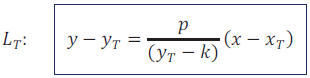 L_T: y − y_T = p/(y_T − k) (x − x_T)